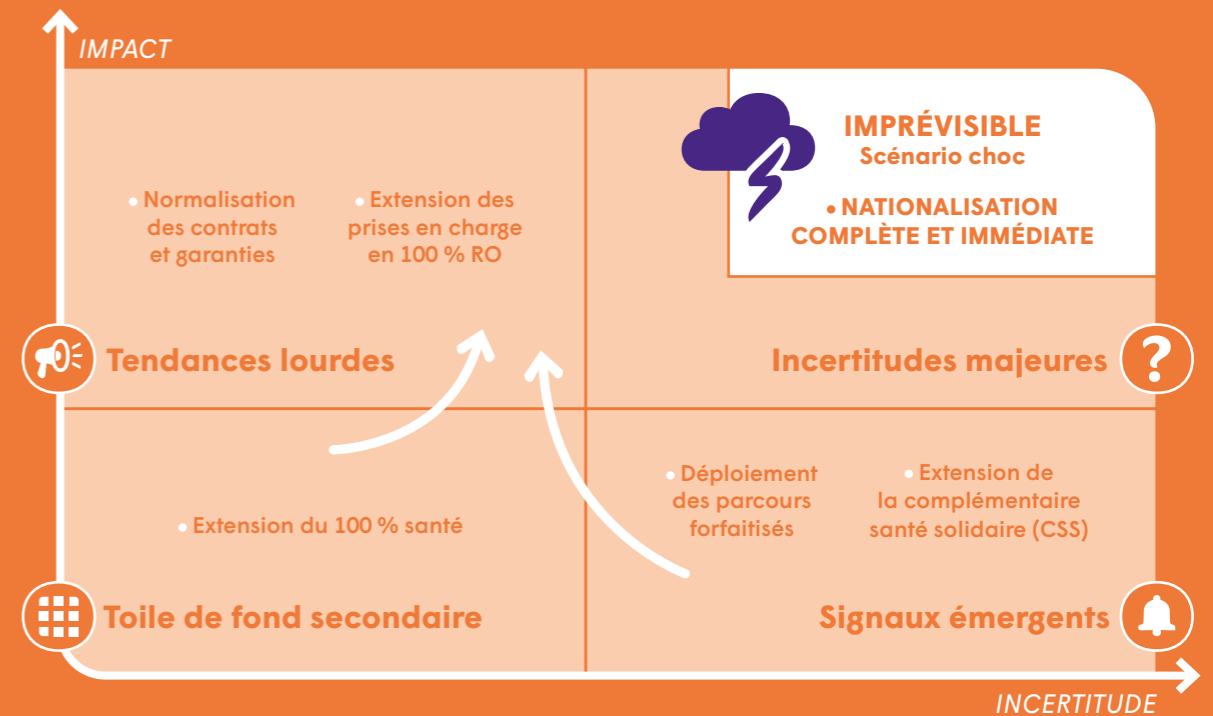 IMPACT
IMPRÉVISIBLE
Scénario choc
• NATIONALISATION
COMPLÈTE ET IMMÉDIATE
• Normalisation
des contrats
et garanties
• Extension des
prises en charge
en 100 % RO
Tendances lourdes
Incertitudes majeures
?
• Extension du 100 % santé
• Déploiement
des parcours
forfaitisés
• Extension de
la complémentaire
santé solidaire (CSS)
Toile de fond secondaire
Signaux émergents
INCERTITUDE